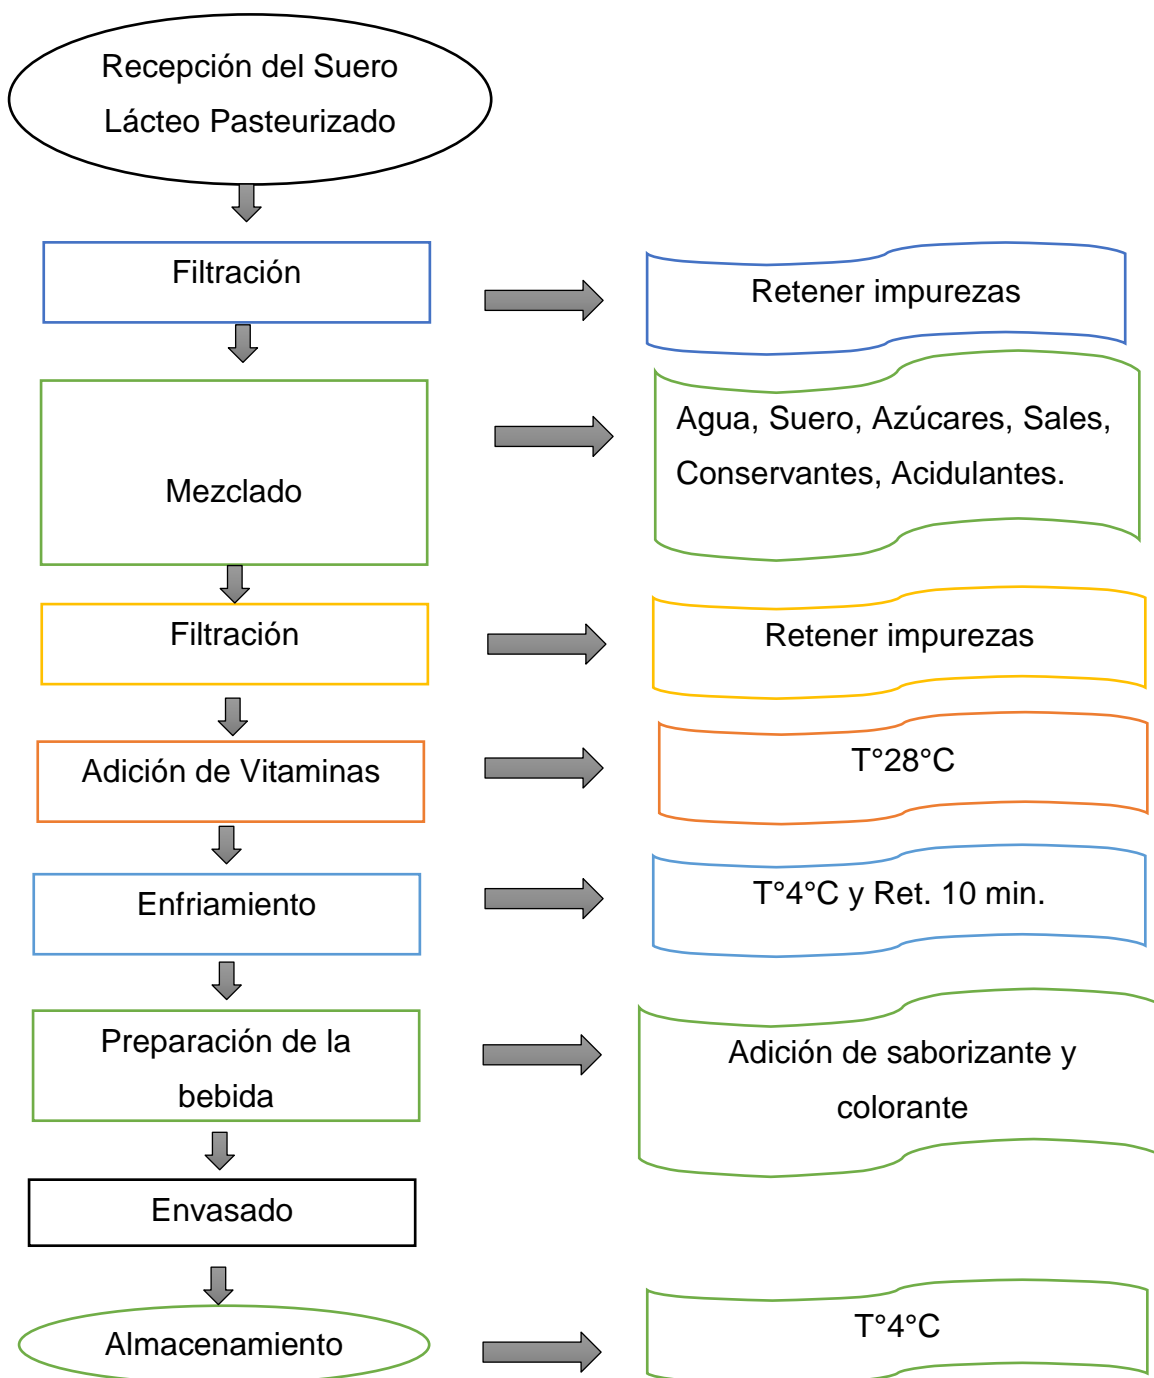 Recepción del Suero
Lácteo Pasteurizado
Filtración
Retener impurezas
Mezclado
Agua, Suero, Azúcares, Sales,
Conservantes, Acidulantes.
Filtración
Retener impurezas
Adición de Vitaminas
T°28°C
Enfriamiento
T°4°C y Ret. 10 min.
Preparación de la
bebida
Adición de saborizante y
colorante
Envasado
Almacenamiento
T°4°C